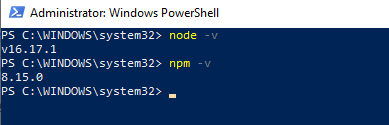 Administrator: Windows PowerShell
PS C:\WINDOWS\system32> node -v
v16.17.1
PS C:\WINDOWS\system32> npm -v
8.15.0
PS C:\WINDOWS\system32>